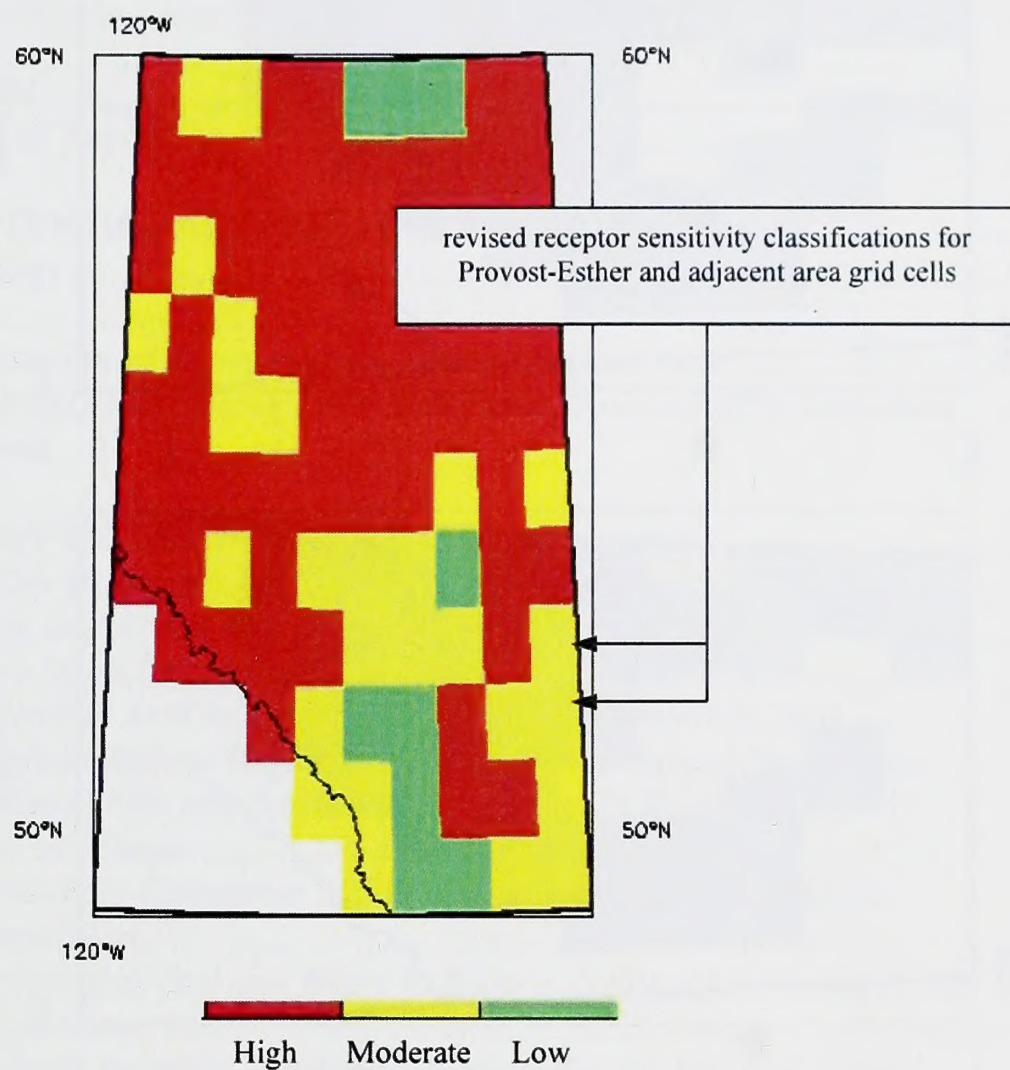 120°W
60°N 60°N
revised receptor sensitivity classifications for
Provost-Esther and adjacent area grid cells
50°N 50°N
120°W
High Moderate Low